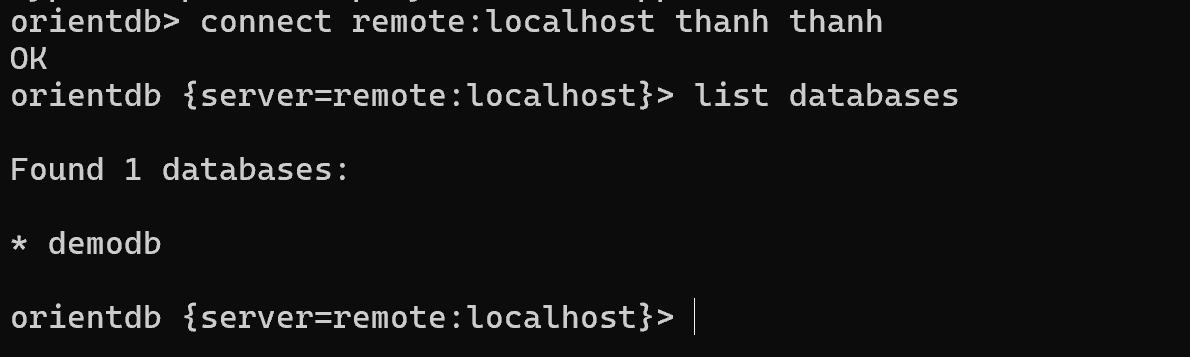 orientdb> connect remote:localhost thanh thanh
OK
orientdb {server=remote:localhost}> list databases
Found 1 databases:
* demodb
orientdb {server=remote:localhost}>